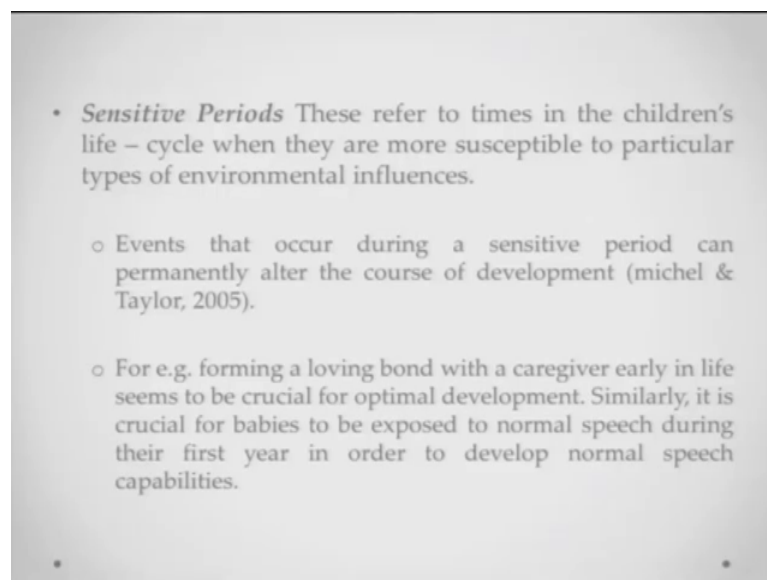 • Sensitive Periods These refer to times in the children's
life – cycle when they are more susceptible to particular
types of environmental influences.
o Events that occur during a sensitive period can
permanently alter the course of development (michel &
Taylor, 2005).
o For e.g. forming a loving bond with a caregiver early in life
seems to be crucial for optimal development. Similarly, it is
crucial for babies to be exposed to normal speech during
their first year in order to develop normal speech
capabilities.